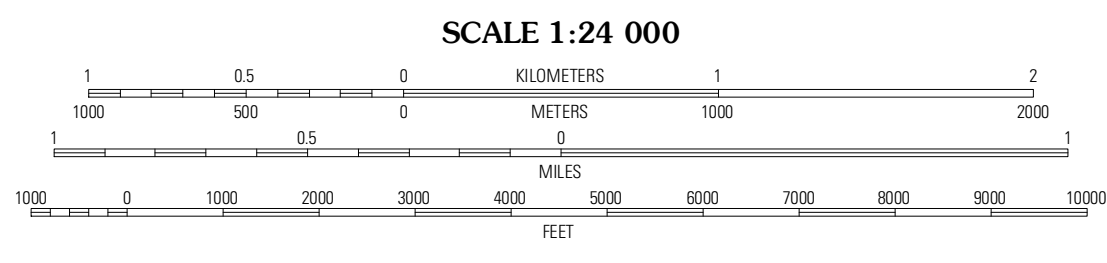 SCALE 1:24 000
1 0.5 0 KILOMETERS 1 2
1000 500 0 METERS 1000 2000
1 0.5 0 1
MILES
1000 0 1000 2000 3000 4000 5000 6000 7000 8000 9000 10000
FEET